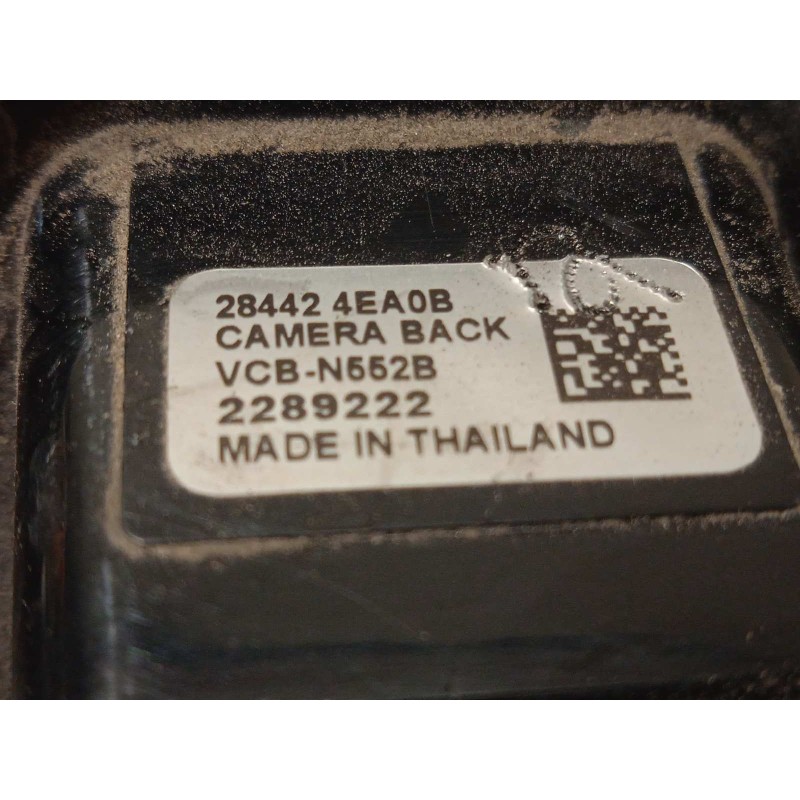 28442 4EA0B
CAMERA BACK
VCB-N552B
2289222
MADE IN THAILAND